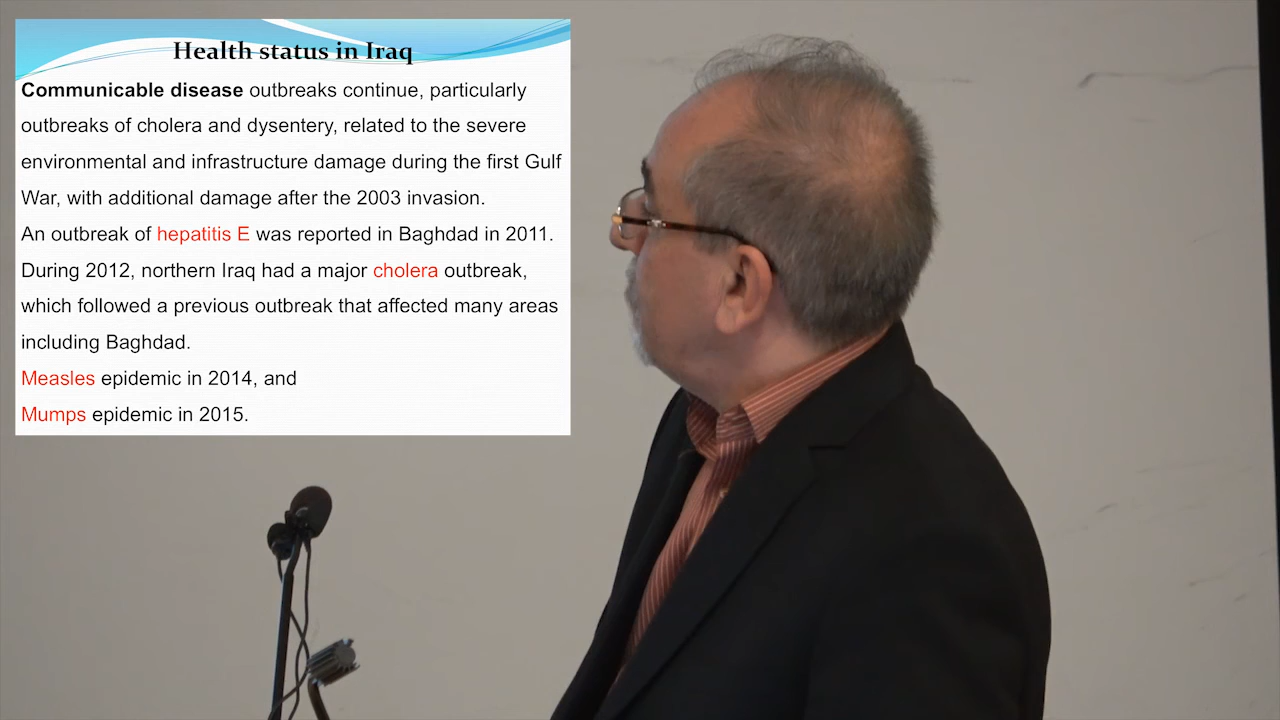 Health status in Iraq
Communicable disease outbreaks continue, particularly
outbreaks of cholera and dysentery, related to the severe
environmental and infrastructure damage during the first Gulf
War, with additional damage after the 2003 invasion.
An outbreak of hepatitis E was reported in Baghdad in 2011.
During 2012, northern Iraq had a major cholera outbreak,
which followed a previous outbreak that affected many areas
including Baghdad.
Measles epidemic in 2014, and
Mumps epidemic in 2015.